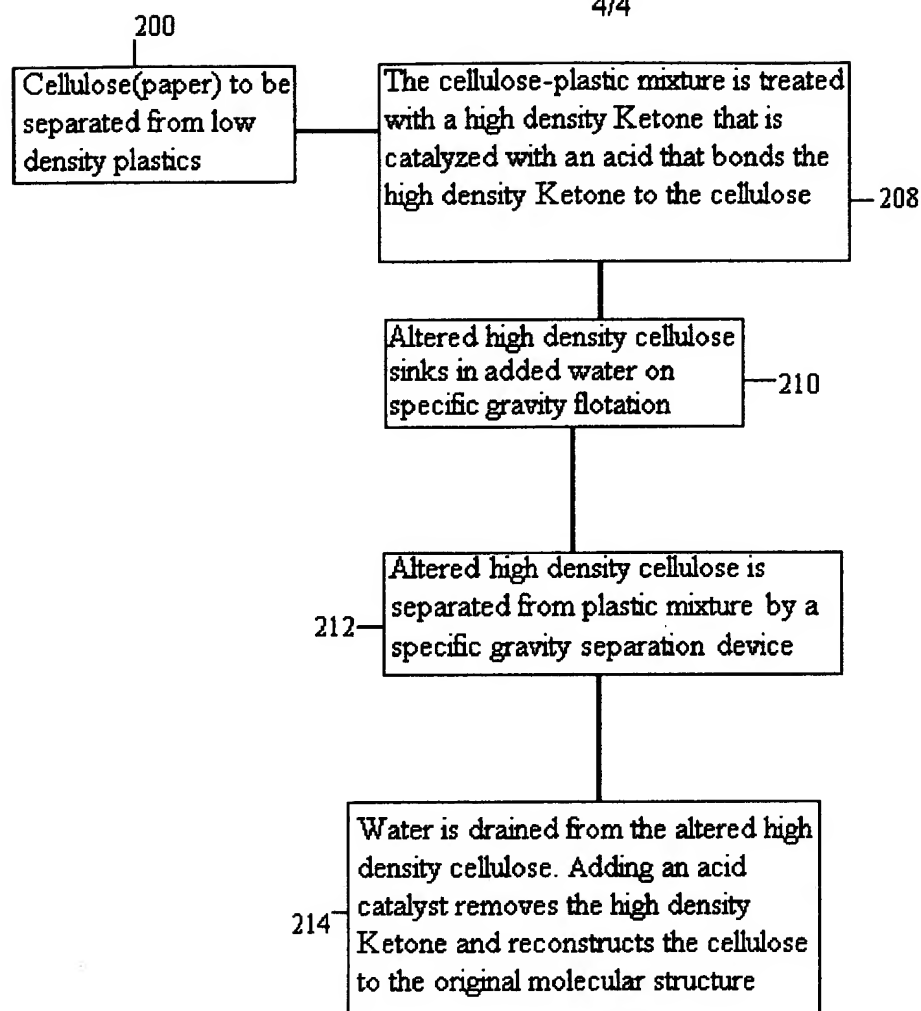 4/4
200
Cellulose(paper) to be
separated from low
density plastics
The cellulose-plastic mixture is treated
with a high density Ketone that is
catalyzed with an acid that bonds the
high density Ketone to the cellulose
208
Altered high density cellulose
sinks in added water on
specific gravity flotation
210
Altered high density cellulose is
separated from plastic mixture by a
specific gravity separation device
212
Water is drained from the altered high
density cellulose. Adding an acid
catalyst removes the high density
Ketone and reconstructs the cellulose
to the original molecular structure
214